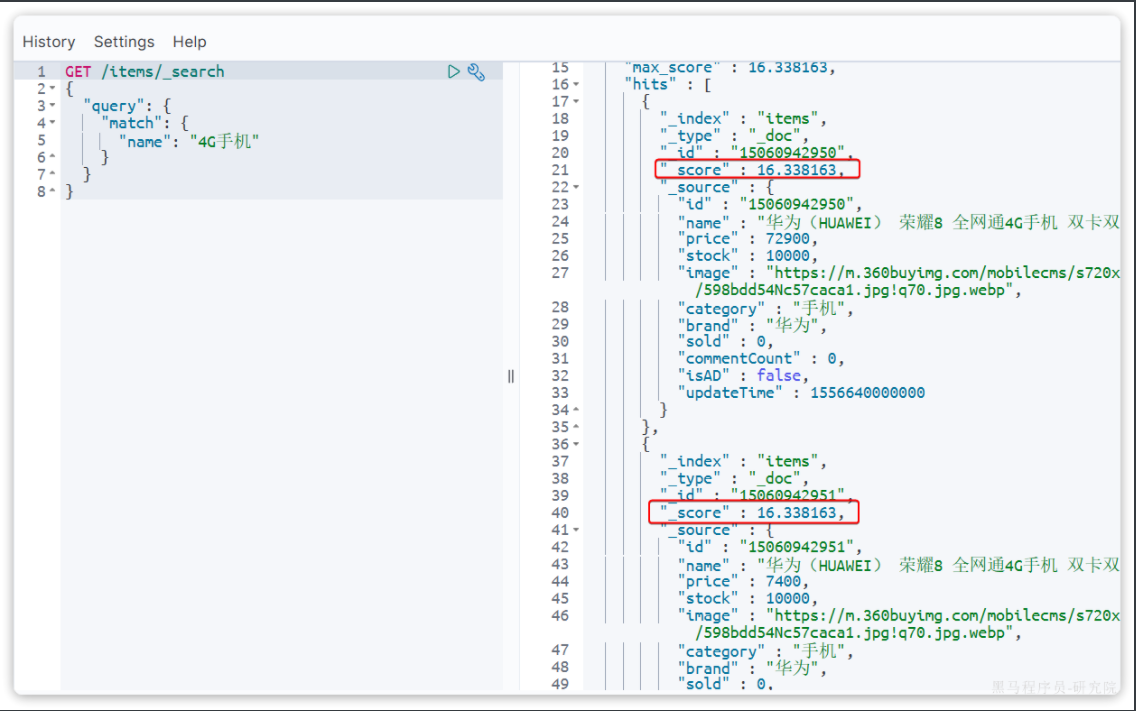 History Settings Help
1 GET /items/_search
2 {
3 "query": {
4 "match": {
5 "name": "4G手机"
6 }
7 }
8 }
15 "max_score" : 16.338163,
16 "hits" : [
17 {
18 "_index" : "items",
19 "_type" : "_doc",
20 "_id" : "15060942950",
21 "_score" : 16.338163,
22 "_source" : {
23 "id" : "15060942950",
24 "name" : "华为（HUAWEI） 荣耀8 全网通4G手机 双卡双
25 "price" : 72900,
26 "stock" : 10000,
27 "image" : "https://m.360buyimg.com/mobilecms/s720x
/598bdd54Nc57caca1.jpg!q70.jpg.webp",
28 "category" : "手机",
29 "brand" : "华为",
30 "sold" : 0,
31 "commentCount" : 0,
32 "isAD" : false,
33 "updateTime" : 1556640000000
34 }
35 },
36 {
37 "_index" : "items",
38 "_type" : "_doc",
39 "_id" : "15060942951",
40 "_score" : 16.338163,
41 "_source" : {
42 "id" : "15060942951",
43 "name" : "华为（HUAWEI） 荣耀8 全网通4G手机 双卡双
44 "price" : 7400,
45 "stock" : 10000,
46 "image" : "https://m.360buyimg.com/mobilecms/s720x
/598bdd54Nc57caca1.jpg!q70.jpg.webp",
47 "category" : "手机",
48 "brand" : "华为",
49 "sold" : 0,
黑马程序员-研究院